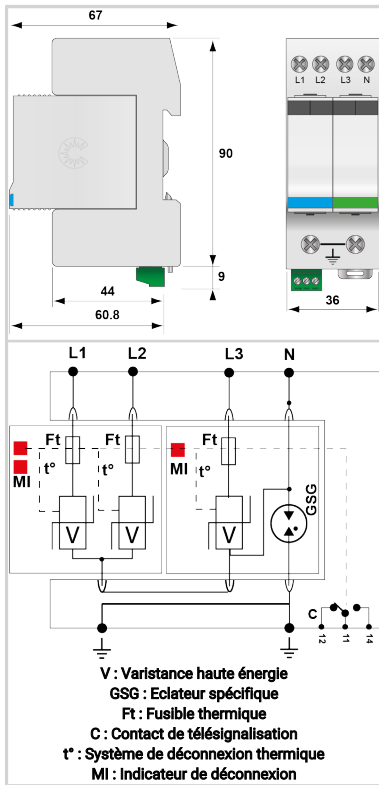 67
L1 L2 L3 N
90
9
44
60.8
36
L1 L2 L3 N
Ft Ft Ft
t° t° t°
MI MI
V V V
GSG
C
12 11 14
V : Varistance haute énergie
GSG : Eclateur spécifique
Ft : Fusible thermique
C : Contact de télésignalisation
t° : Système de déconnexion thermique
MI : Indicateur de déconnexion